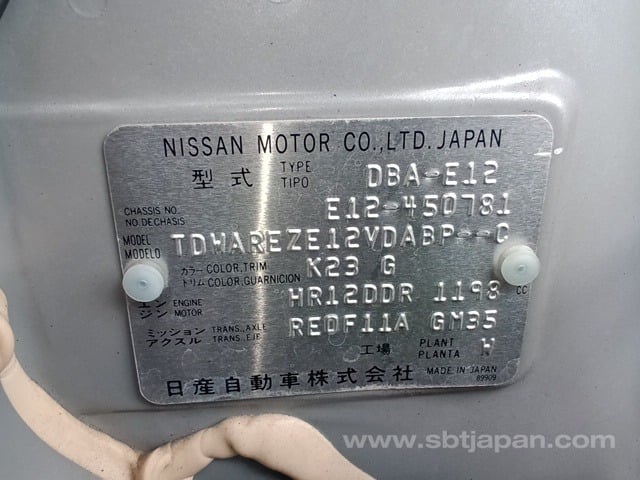 NISSAN MOTOR CO.,LTD. JAPAN
型式 TYPE TIPO DBA-E12
CHASSIS NO. NO.DECHASIS E12-450781
MODEL MODELO TDWAREZE12VDABP--C
カラー COLOR,TRIM K23 G
トリム COLOR,GUARNICION
エンジン ENGINE MOTOR HR12DDR 1198 CC
ミッション TRANS.,AXLE RE0F11A GM35
アクスル TRANS.,EJE
工場 PLANT PLANTA W
日産自動車株式会社 MADE IN JAPAN
89909
www.sbtjapan.com